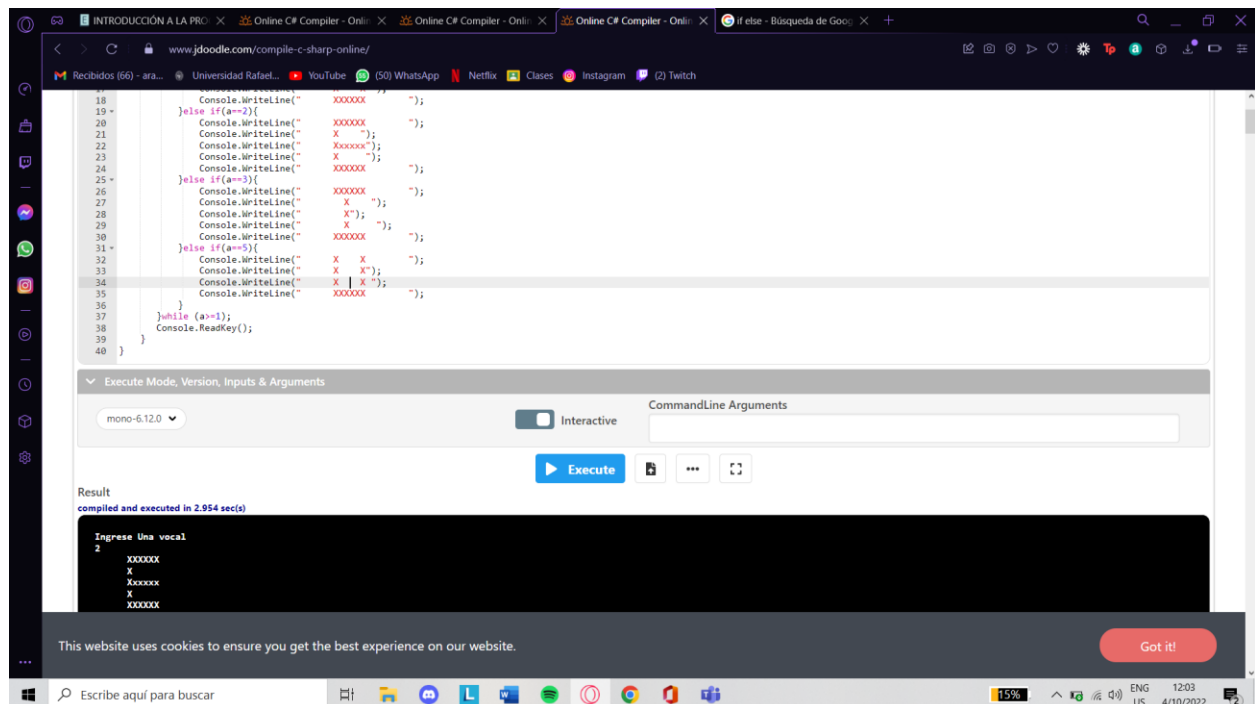 INTRODUCCIÓN A LA PRO
Online C# Compiler - Onlin
Online C# Compiler - Onlin
Online C# Compiler - Onlin
if else - Búsqueda de Goog
www.jdoodle.com/compile-c-sharp-online/
Recibidos (66) - ara...
Universidad Rafael...
YouTube
(50) WhatsApp
Netflix
Clases
Instagram
(2) Twitch
18 Console.WriteLine("      XXXXXX        ");
19 }else if(a==2){
20 Console.WriteLine("      XXXXXX        ");
21 Console.WriteLine("      X    ");
22 Console.WriteLine("      Xxxxxx");
23 Console.WriteLine("      X     ");
24 Console.WriteLine("      XXXXXX        ");
25 }else if(a==3){
26 Console.WriteLine("      XXXXXX        ");
27 Console.WriteLine("        X    ");
28 Console.WriteLine("        X");
29 Console.WriteLine("        X     ");
30 Console.WriteLine("      XXXXXX        ");
31 }else if(a==5){
32 Console.WriteLine("      X    X        ");
33 Console.WriteLine("      X    X");
34 Console.WriteLine("      X    X ");
35 Console.WriteLine("      XXXXXX        ");
36 }
37 }while (a>=1);
38 Console.ReadKey();
39 }
40 }
Execute Mode, Version, Inputs & Arguments
CommandLine Arguments
mono-6.12.0
Interactive
Execute
Result
compiled and executed in 2.954 sec(s)
Ingrese Una vocal
2
XXXXXX
X
Xxxxxx
X
XXXXXX
This website uses cookies to ensure you get the best experience on our website.
Got it!
Escribe aquí para buscar
15%
ENG
US
12:03
4/10/2022